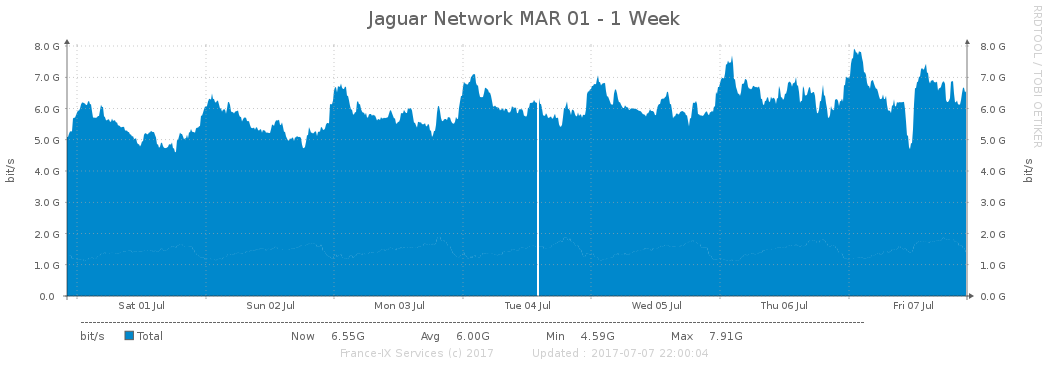 Jaguar Network MAR 01 - 1 Week
RRDTOOL / TOBI OETIKER
8.0 G 8.0 G
7.0 G 7.0 G
6.0 G 6.0 G
5.0 G 5.0 G
4.0 G 4.0 G
3.0 G 3.0 G
2.0 G 2.0 G
1.0 G 1.0 G
0.0 0.0 G
bit/s bit/s
Sat 01 Jul Sun 02 Jul Mon 03 Jul Tue 04 Jul Wed 05 Jul Thu 06 Jul Fri 07 Jul
bit/s Total Now 6.55G Avg 6.00G Min 4.59G Max 7.91G
France-IX Services (c) 2017 Updated : 2017-07-07 22:00:04